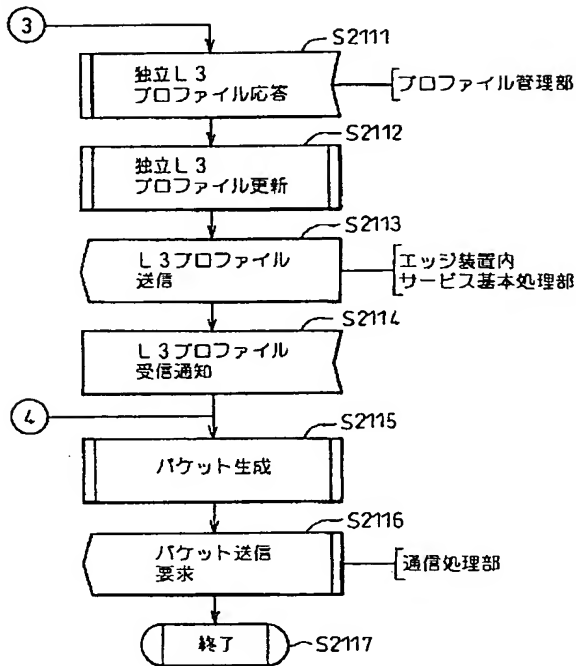 3
S2111
独立L3
プロファイル応答
プロファイル管理部
S2112
独立L3
プロファイル更新
S2113
L3プロファイル
送信
エッジ装置内
サービス基本処理部
S2114
L3プロファイル
受信通知
4
S2115
パケット生成
S2116
パケット送信
要求
通信処理部
終了
S2117